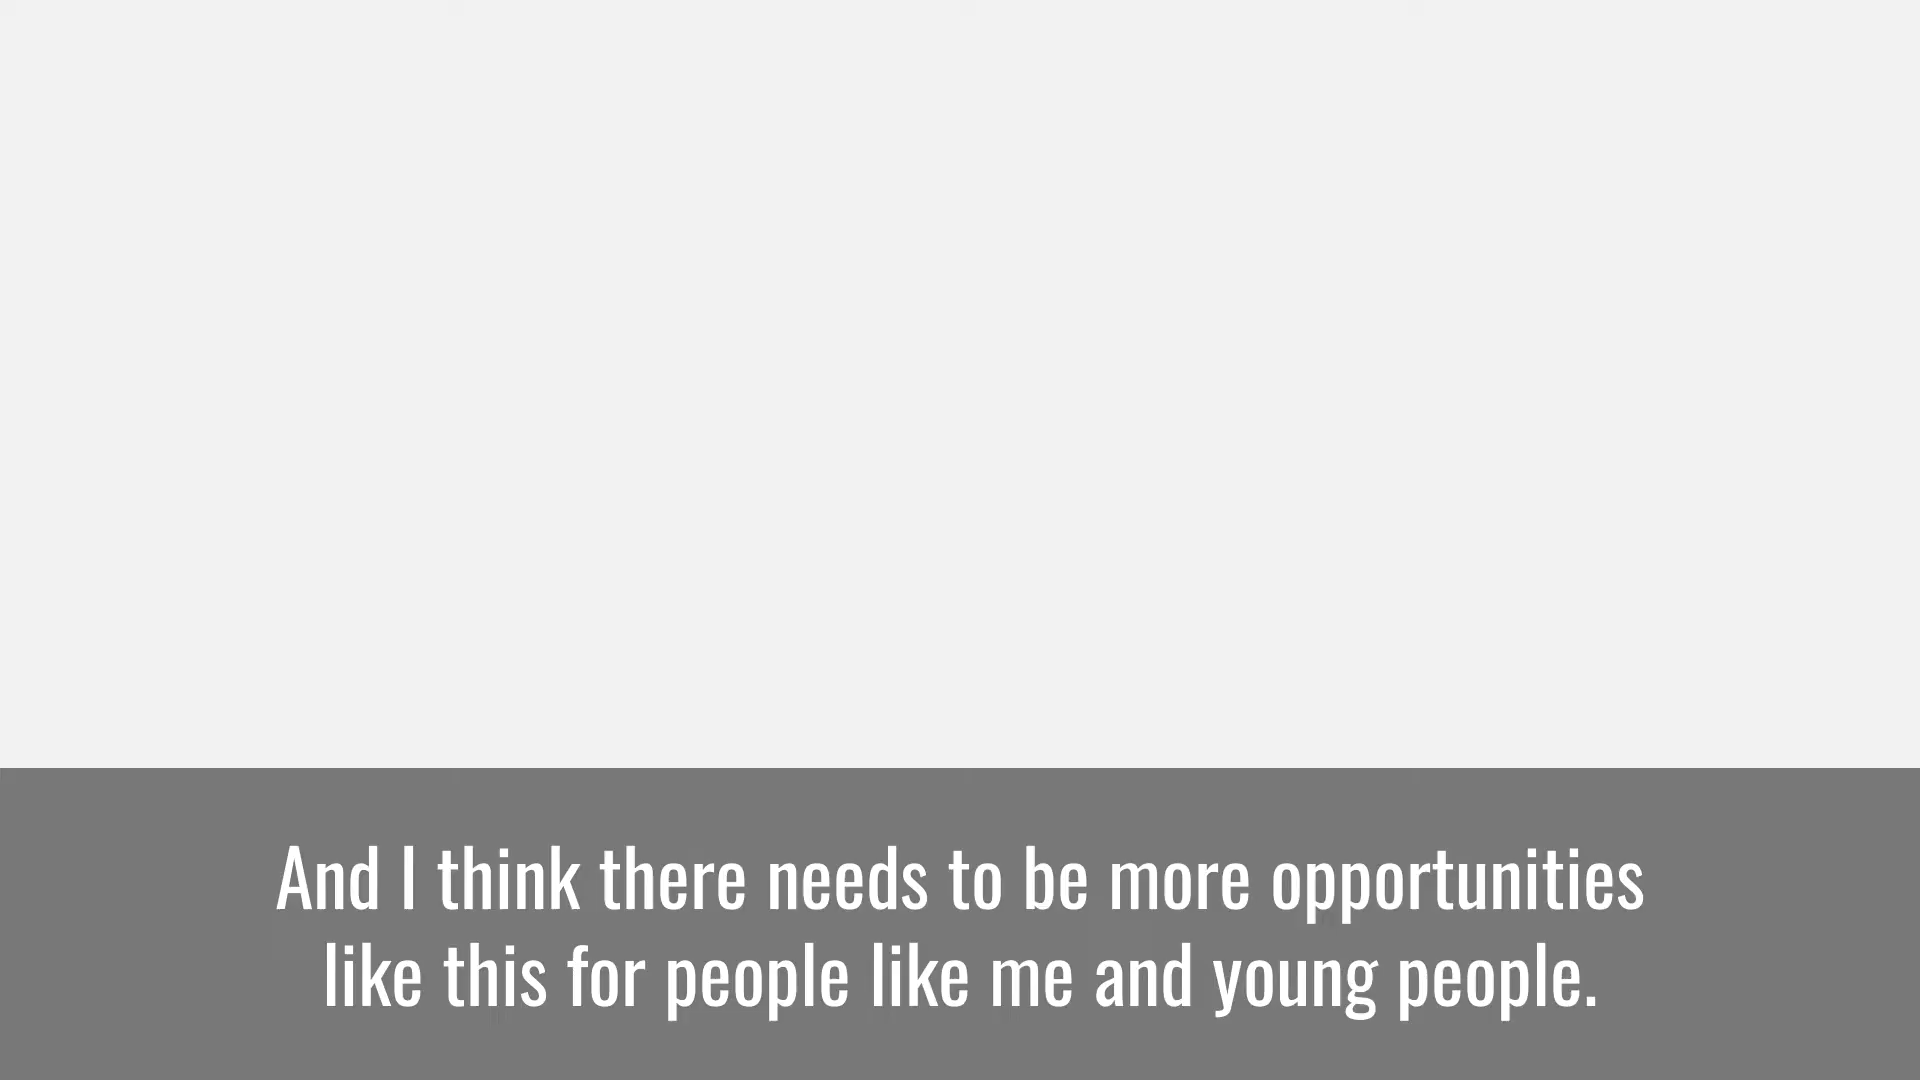 And I think there needs to be more opportunities
like this for people like me and young people.